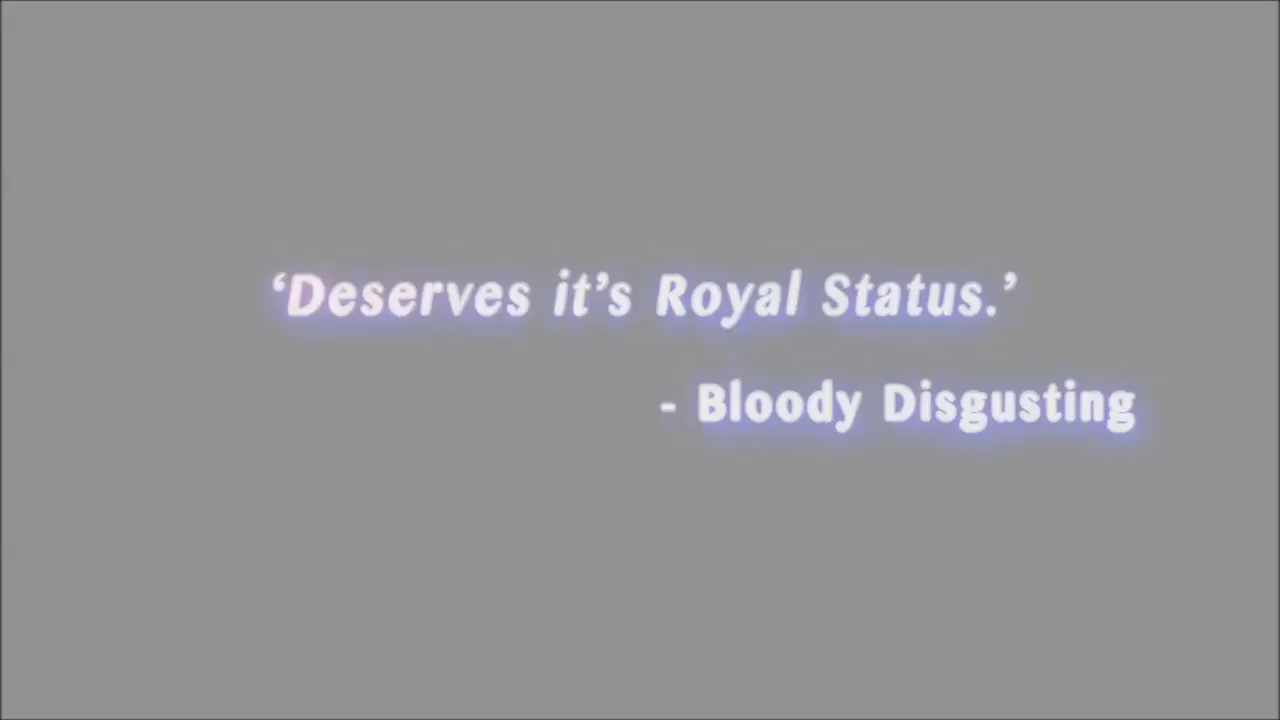 ‘Deserves it’s Royal Status.’
- Bloody Disgusting